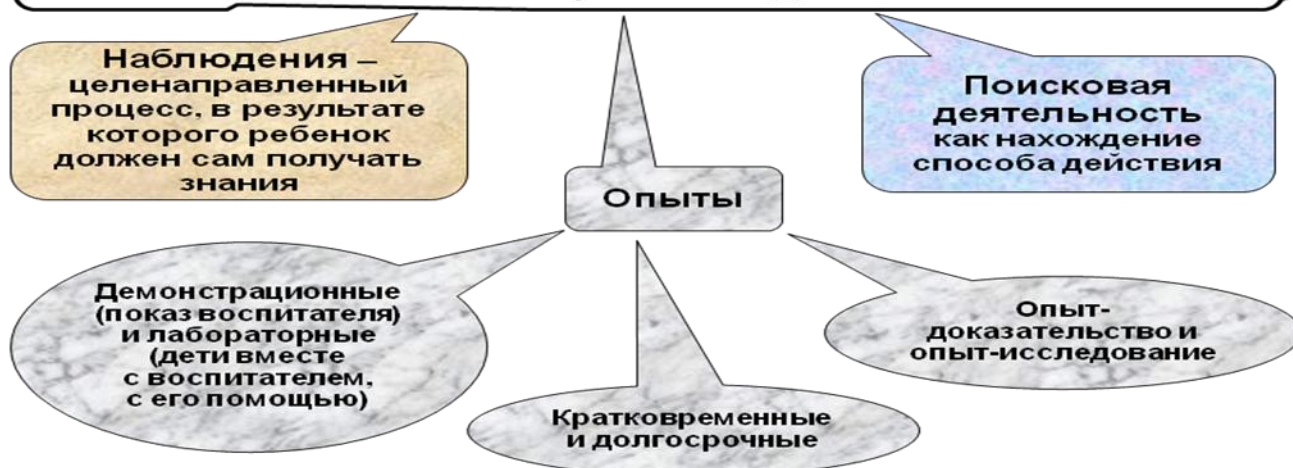 Наблюдения –
целенаправленный
процесс, в результате
которого ребенок
должен сам получать
знания
Поисковая
деятельность
как нахождение
способа действия
Опыты
Демонстрационные
(показ воспитателя)
и лабораторные
(дети вместе
с воспитателем,
с его помощью)
Кратковременные
и долгосрочные
Опыт-
доказательство и
опыт-исследование